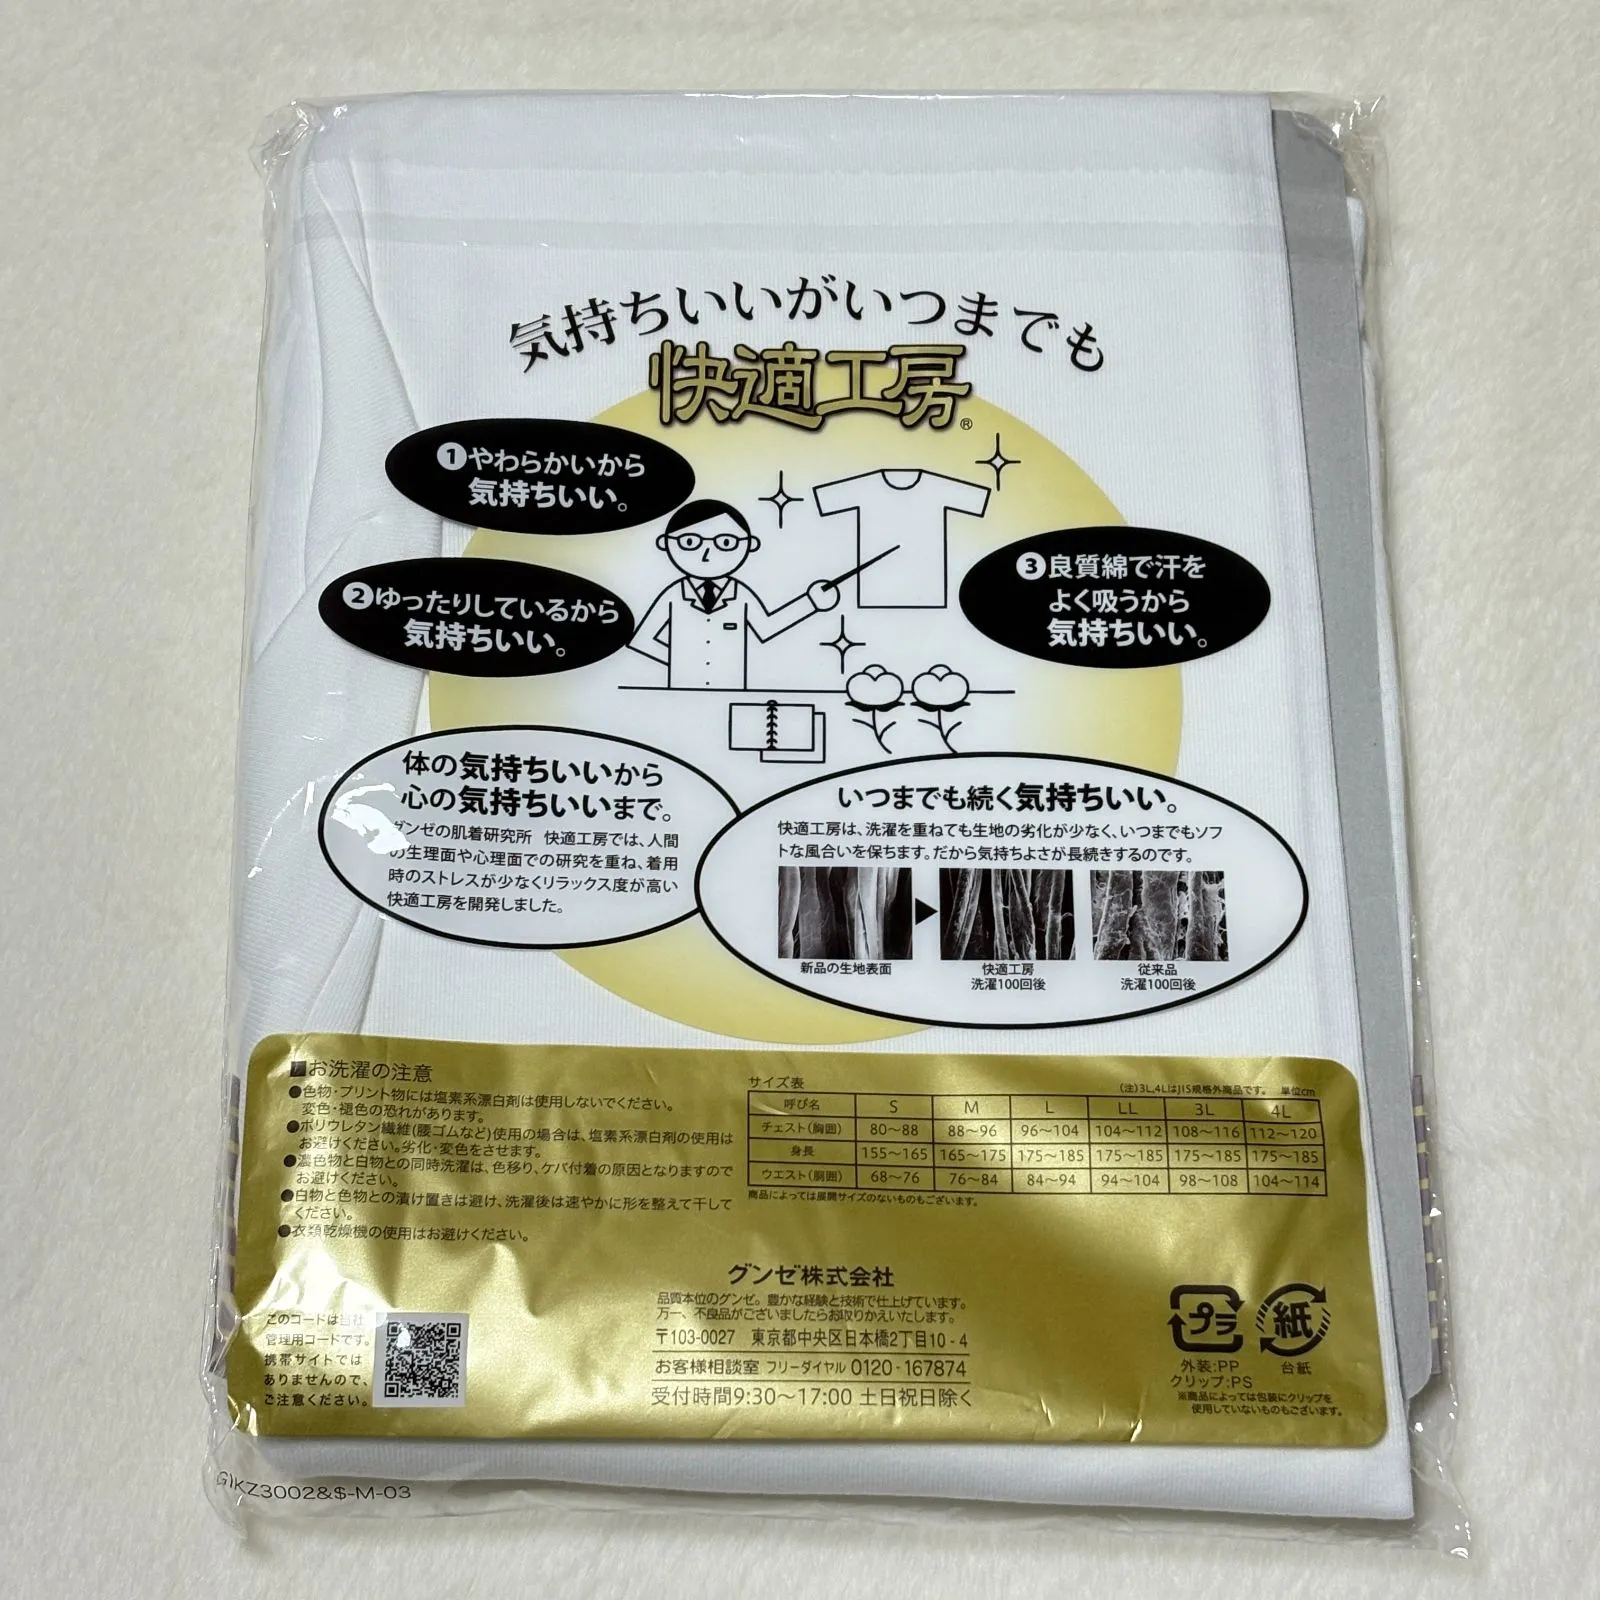 気持ちいいがいつまでも
快適工房®
1やわらかいから
気持ちいい。
2ゆったりしているから
気持ちいい。
3良質綿で汗を
よく吸うから
気持ちいい。
体の気持ちいいから
心の気持ちいいまで。
グンゼの肌着研究所 快適工房では、人間
の生理面や心理面での研究を重ね、着用
時のストレスが少なくリラックス度が高い
快適工房を開発しました。
いつまでも続く気持ちいい。
快適工房は、洗濯を重ねても生地の劣化が少なく、いつまでもソフ
トな風合いを保ちます。だから気持ちよさが長続きするのです。
新品の生地表面
快適工房
洗濯100回後
従来品
洗濯100回後
■お洗濯の注意
●色物・プリント物には塩素系漂白剤は使用しないでください。
変色・褪色の恐れがあります。
●ポリウレタン繊維(腰ゴムなど)使用の場合は、塩素系漂白剤の使用は
お避けください。劣化・変色をさせます。
●濃色物と白物との同時洗濯は、色移り、ケバ付着の原因となりますので
お避けください。
●白物と色物との漬け置きは避け、洗濯後は速やかに形を整えて干して
ください。
●衣類乾燥機の使用はお避けください。
サイズ表 (注)3L,4LはJIS規格外商品です。 単位cm
呼び名 S M L LL 3L 4L
チェスト(胸囲) 80〜88 88〜96 96〜104 104〜112 108〜116 112〜120
身長 155〜165 165〜175 175〜185 175〜185 175〜185 175〜185
ウエスト(胴囲) 68〜76 76〜84 84〜94 94〜104 98〜108 104〜114
商品によっては展開サイズのないものもございます。
グンゼ株式会社
品質本位のグンゼ。豊かな経験と技術で仕上げています。
万一、不良品がございましたらお取りかえいたします。
〒103-0027 東京都中央区日本橋2丁目10-4
お客様相談室 フリーダイヤル 0120-167874
受付時間9:30〜17:00 土日祝日除く
このコードは当社
管理用コードです。
携帯サイトでは
ありませんので、
ご注意ください。
プラ
外装:PP
クリップ:PS
紙
台紙
※商品によっては包装にクリップを
使用していないものもございます。
G1KZ3002&$-M-03